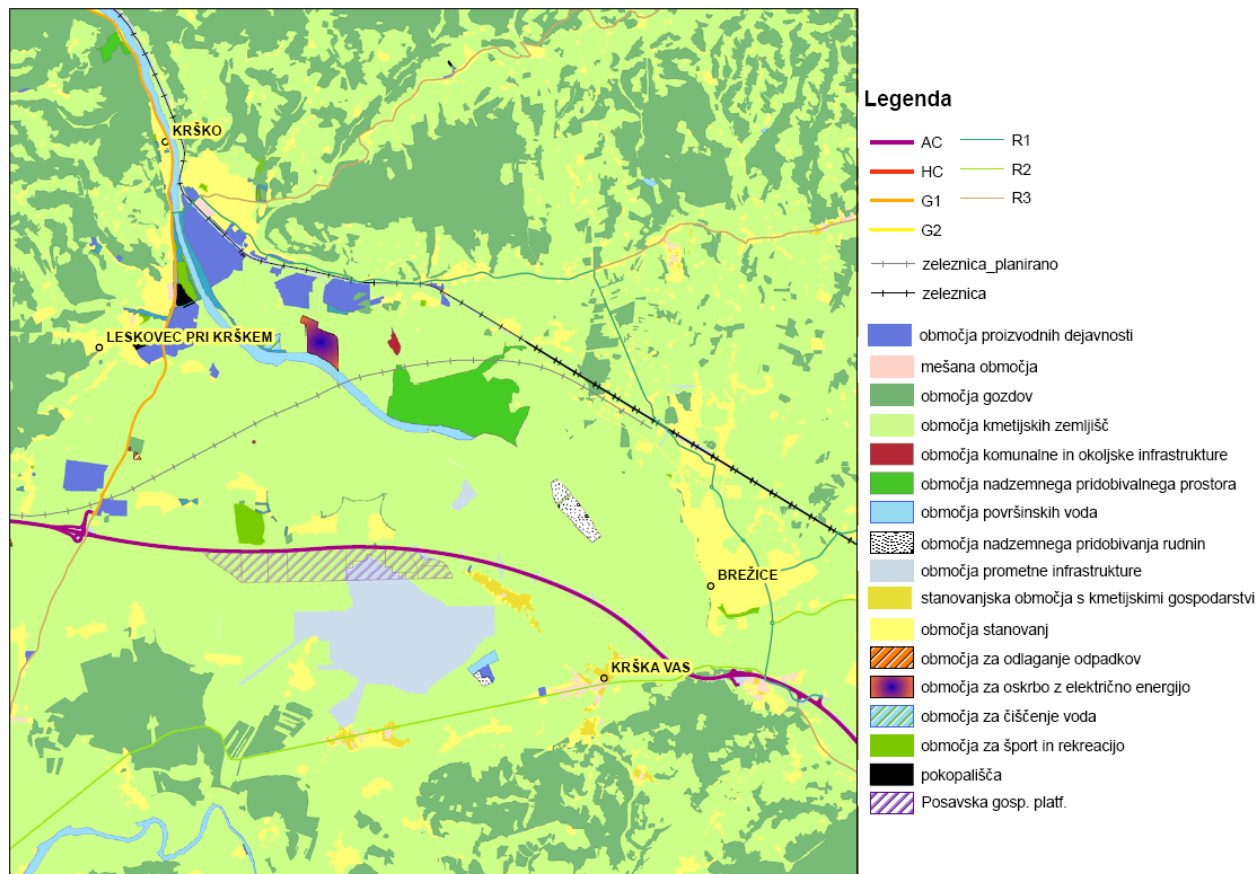 KRŠKO
LESKOVEC PRI KRŠKEM
BREŽICE
KRŠKA VAS
Legenda
AC
HC
G1
G2
R1
R2
R3
zeleznica_planirano
zeleznica
območja proizvodnih dejavnosti
mešana območja
območja gozdov
območja kmetijskih zemljišč
območja komunalne in okoljske infrastrukture
območja nadzemnega pridobivalnega prostora
območja površinskih voda
območja nadzemnega pridobivanja rudnin
območja prometne infrastrukture
stanovanjska območja s kmetijskimi gospodarstvi
območja stanovanj
območja za odlaganje odpadkov
območja za oskrbo z električno energijo
območja za čiščenje voda
območja za šport in rekreacijo
pokopališča
Posavska gosp. platf.